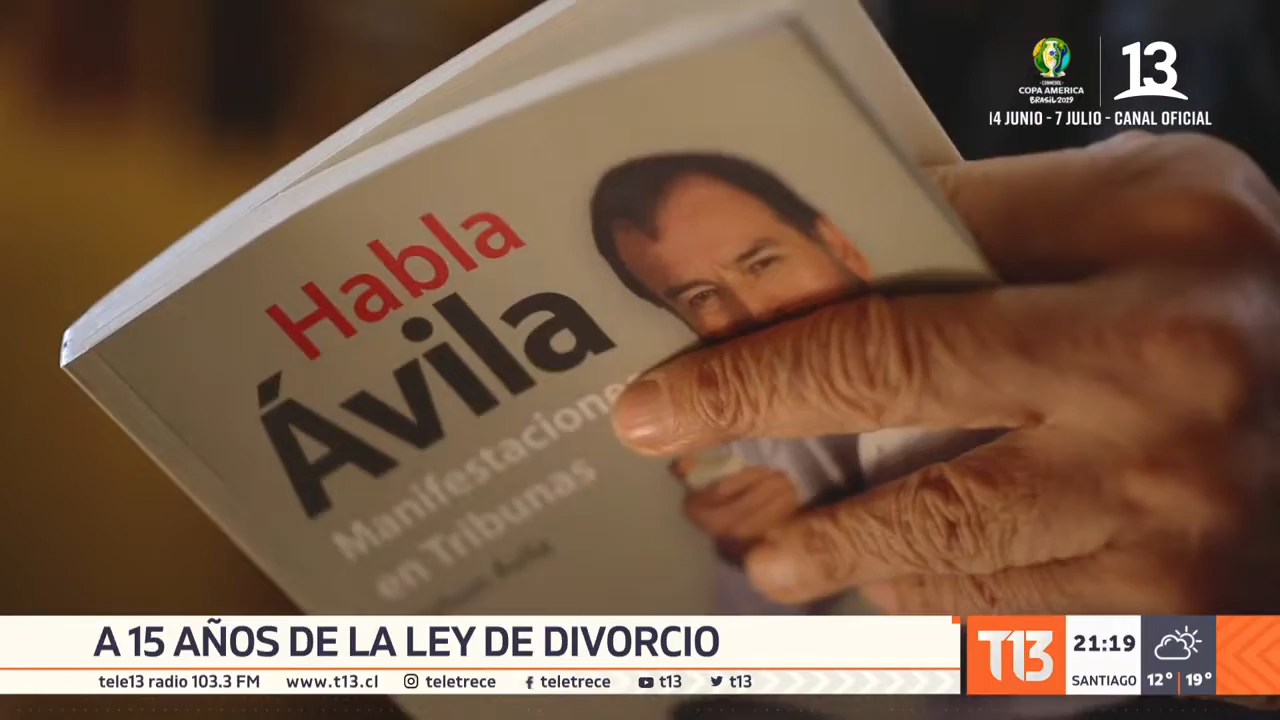 COPA AMERICA
BRASIL 2019
13
14 JUNIO - 7 JULIO - CANAL OFICIAL
Habla
Ávila
Manifestaciones
en Tribunas
Ávila
A 15 AÑOS DE LA LEY DE DIVORCIO
tele13 radio 103.3 FM www.t13.cl teletrece teletrece t13 t13
T13
21:19
SANTIAGO
12° 19°